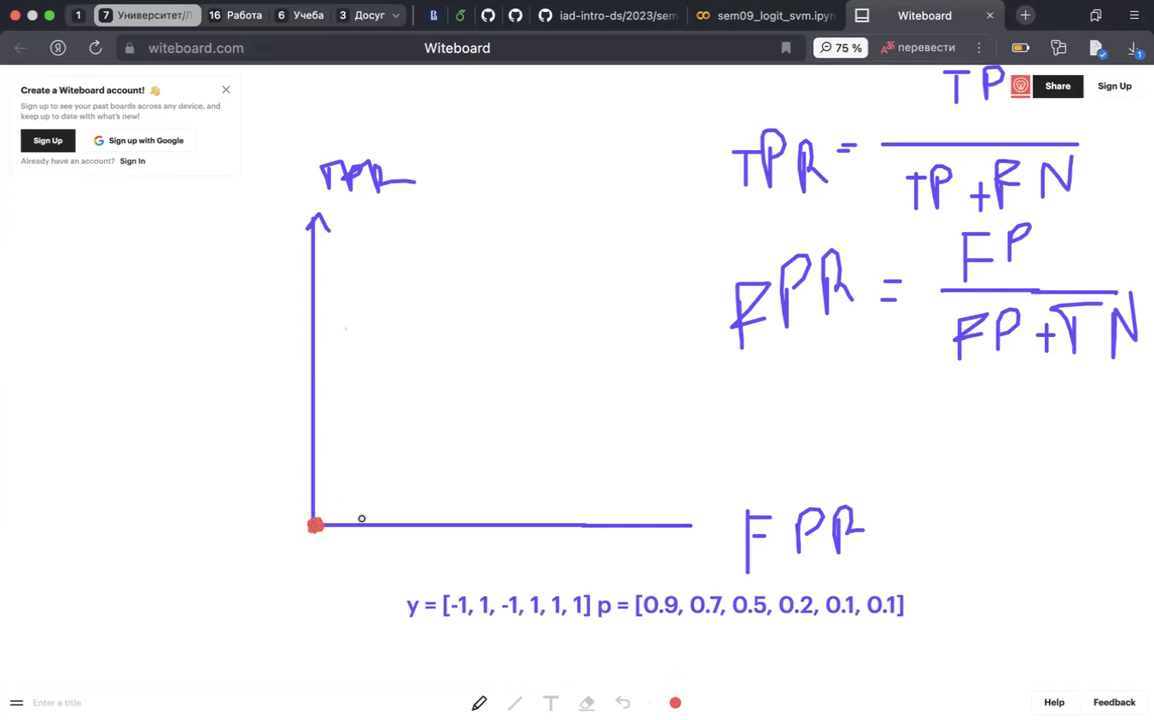 1 7 Университет/Л 16 Работа 6 Учеба 3 Досуг iad-intro-ds/2023/sem sem09_logit_svm.ipyn Witeboard
witeboard.com Witeboard 75 % перевести
Create a Witeboard account! 👋
Sign up to see your past boards across any device, and
keep up to date with what's new!
Sign Up Sign up with Google
Already have an account? Sign In
Share Sign Up
TPR
TP
TPR =
TP + FN
FP
FPR =
FP + TN
FPR
y = [-1, 1, -1, 1, 1, 1] p = [0.9, 0.7, 0.5, 0.2, 0.1, 0.1]
Enter a title
T
Help Feedback